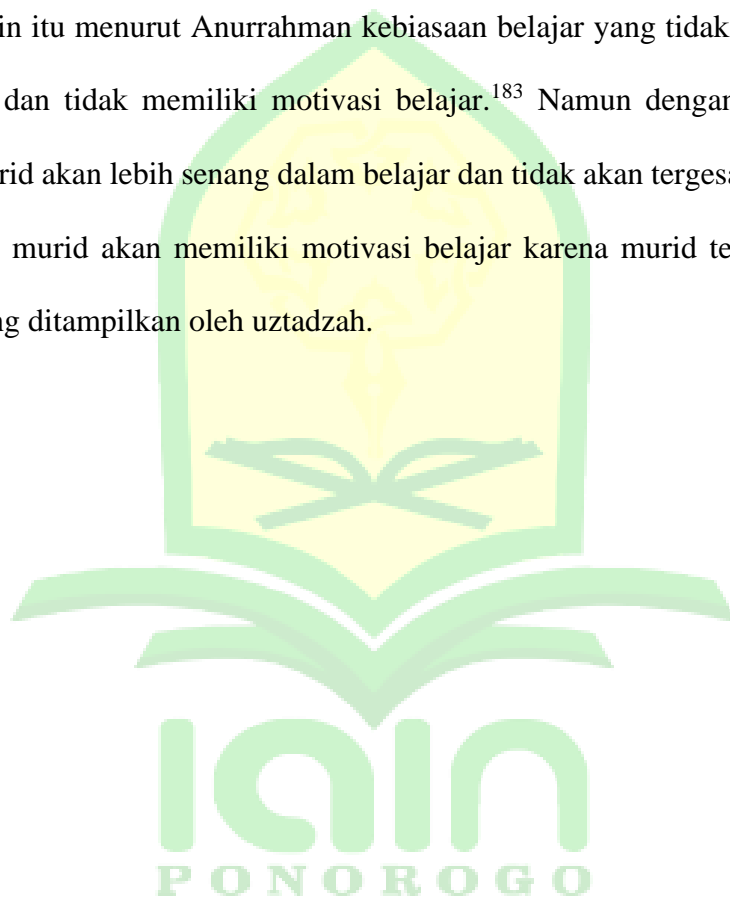 in itu menurut Anurrahman kebiasaan belajar yang tidak
dan tidak memiliki motivasi belajar.183 Namun dengan
rid akan lebih senang dalam belajar dan tidak akan tergesa
murid akan memiliki motivasi belajar karena murid te
ng ditampilkan oleh uztadzah.
iain
PONOROGO